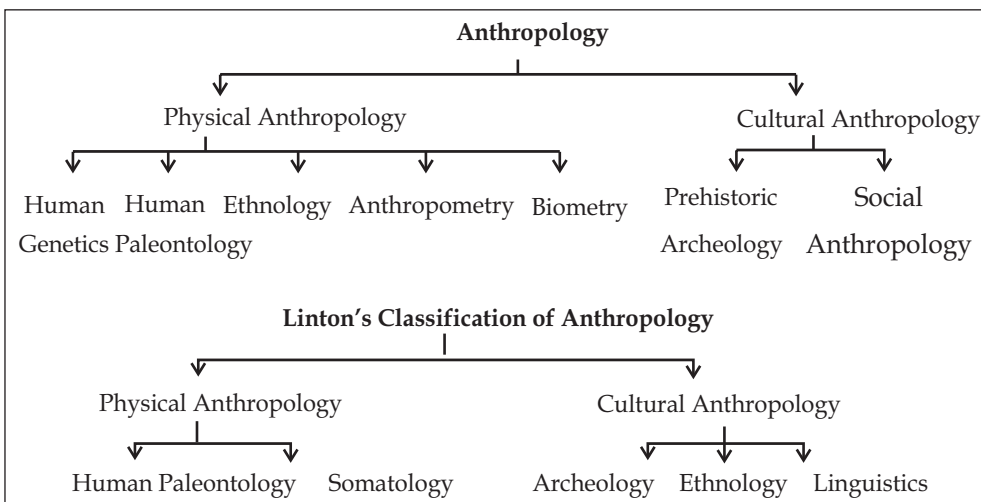 Anthropology
Physical Anthropology Cultural Anthropology
Human Human Ethnology Anthropometry Biometry Prehistoric Social
Genetics Paleontology Archeology Anthropology
Linton's Classification of Anthropology
Physical Anthropology Cultural Anthropology
Human Paleontology Somatology Archeology Ethnology Linguistics